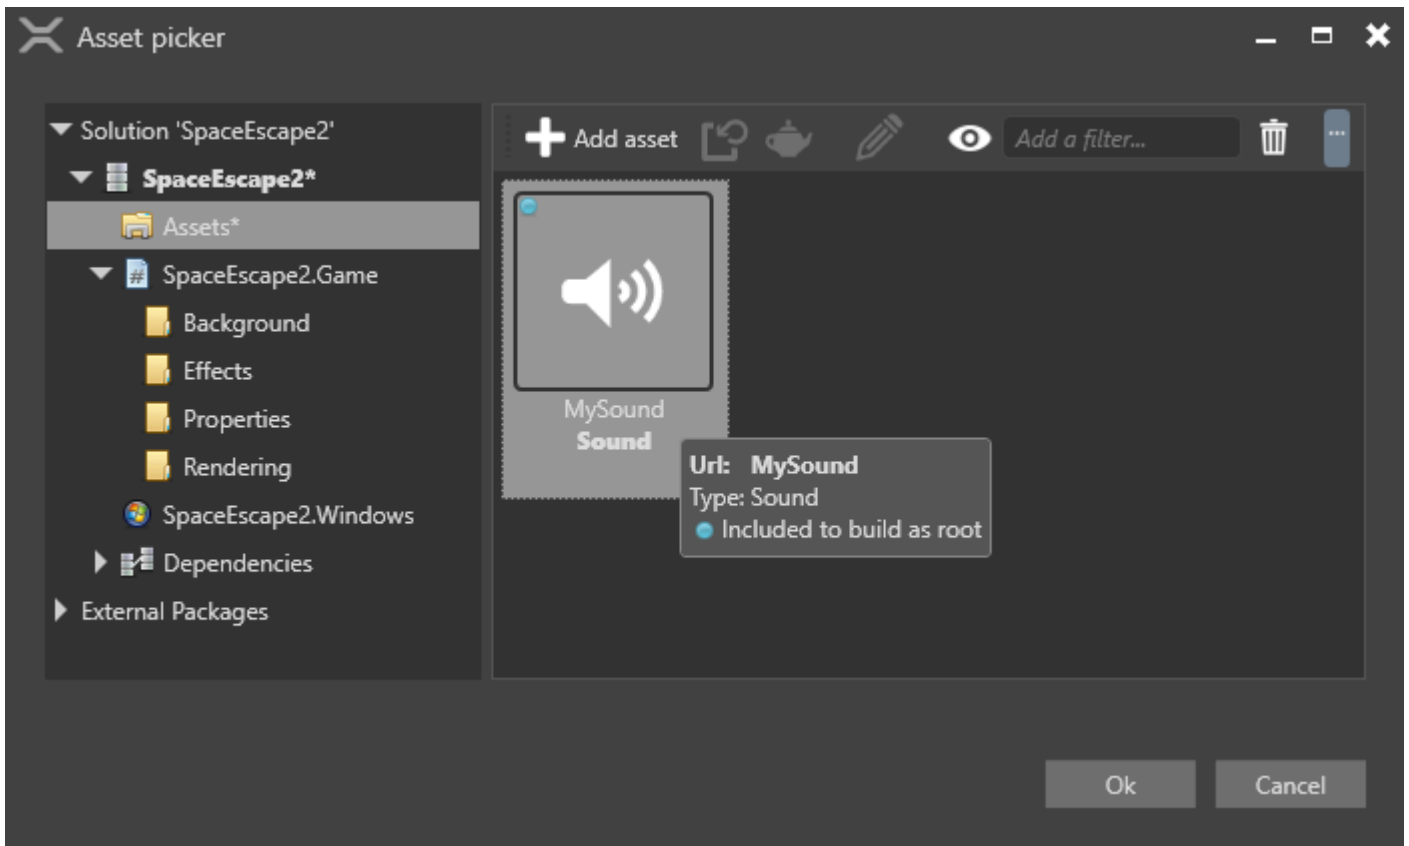 Asset picker
Solution 'SpaceEscape2'
SpaceEscape2*
Assets*
SpaceEscape2.Game
Background
Effects
Properties
Rendering
SpaceEscape2.Windows
Dependencies
External Packages
Add asset
Add a filter...
MySound
Sound
Url: MySound
Type: Sound
Included to build as root
Ok
Cancel